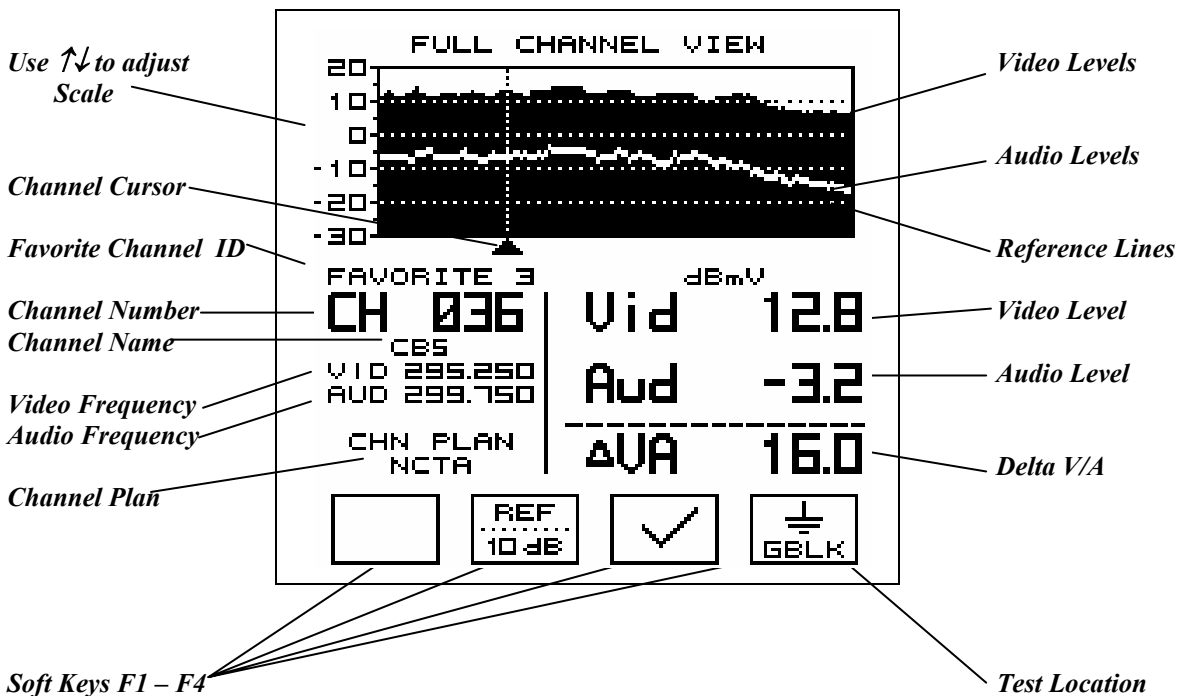 FULL CHANNEL VIEW
Use ↑↓ to adjust
Scale
20
10
0
-10
-20
-30
Video Levels
Audio Levels
Channel Cursor
Reference Lines
Favorite Channel ID
FAVORITE 3
dBmV
Channel Number
CH 036
Vid 12.8
Video Level
Channel Name
CBS
Video Frequency
VID 295.250
Aud -3.2
Audio Level
Audio Frequency
AUD 299.750
CHN PLAN
NCTA
ΔVA 16.0
Delta V/A
Channel Plan
REF
10 dB
GBLK
Soft Keys F1 – F4
Test Location